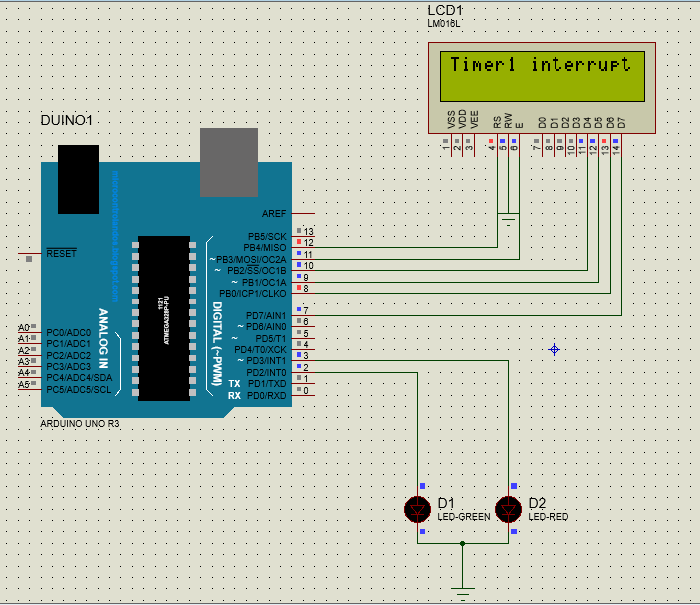 LCD1
LM016L
Timer1 interrupt
VSS
VDD
VEE
RS
RW
E
D0
D1
D2
D3
D4
D5
D6
D7
1
2
3
4
5
6
7
8
9
10
11
12
13
14
DUINO1
AREF
RESET
PB5/SCK 13
PB4/MISO 12
~ PB3/MOSI/OC2A 11
~ PB2/SS/OC1B 10
~ PB1/OC1A 9
PB0/ICP1/CLKO 8
PD7/AIN1 7
~ PD6/AIN0 6
~ PD5/T1 5
PD4/T0/XCK 4
~ PD3/INT1 3
PD2/INT0 2
TX PD1/TXD 1
RX PD0/RXD 0
DIGITAL (~PWM)
ANALOG IN
1121
ATMEGA328P-PU
A0 PC0/ADC0
A1 PC1/ADC1
A2 PC2/ADC2
A3 PC3/ADC3
A4 PC4/ADC4/SDA
A5 PC5/ADC5/SCL
ARDUINO UNO R3
D1
LED-GREEN
D2
LED-RED